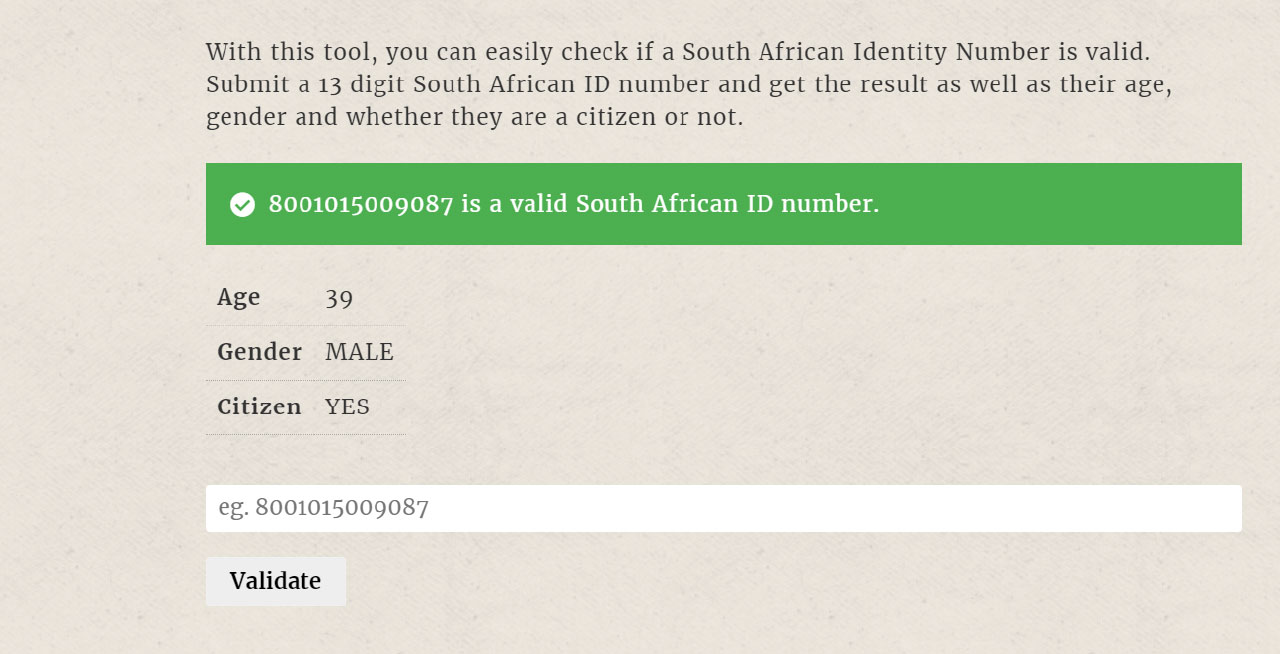 With this tool, you can easily check if a South African Identity Number is valid.
Submit a 13 digit South African ID number and get the result as well as their age,
gender and whether they are a citizen or not.
8001015009087 is a valid South African ID number.
Age 39
Gender MALE
Citizen YES
eg. 8001015009087
Validate